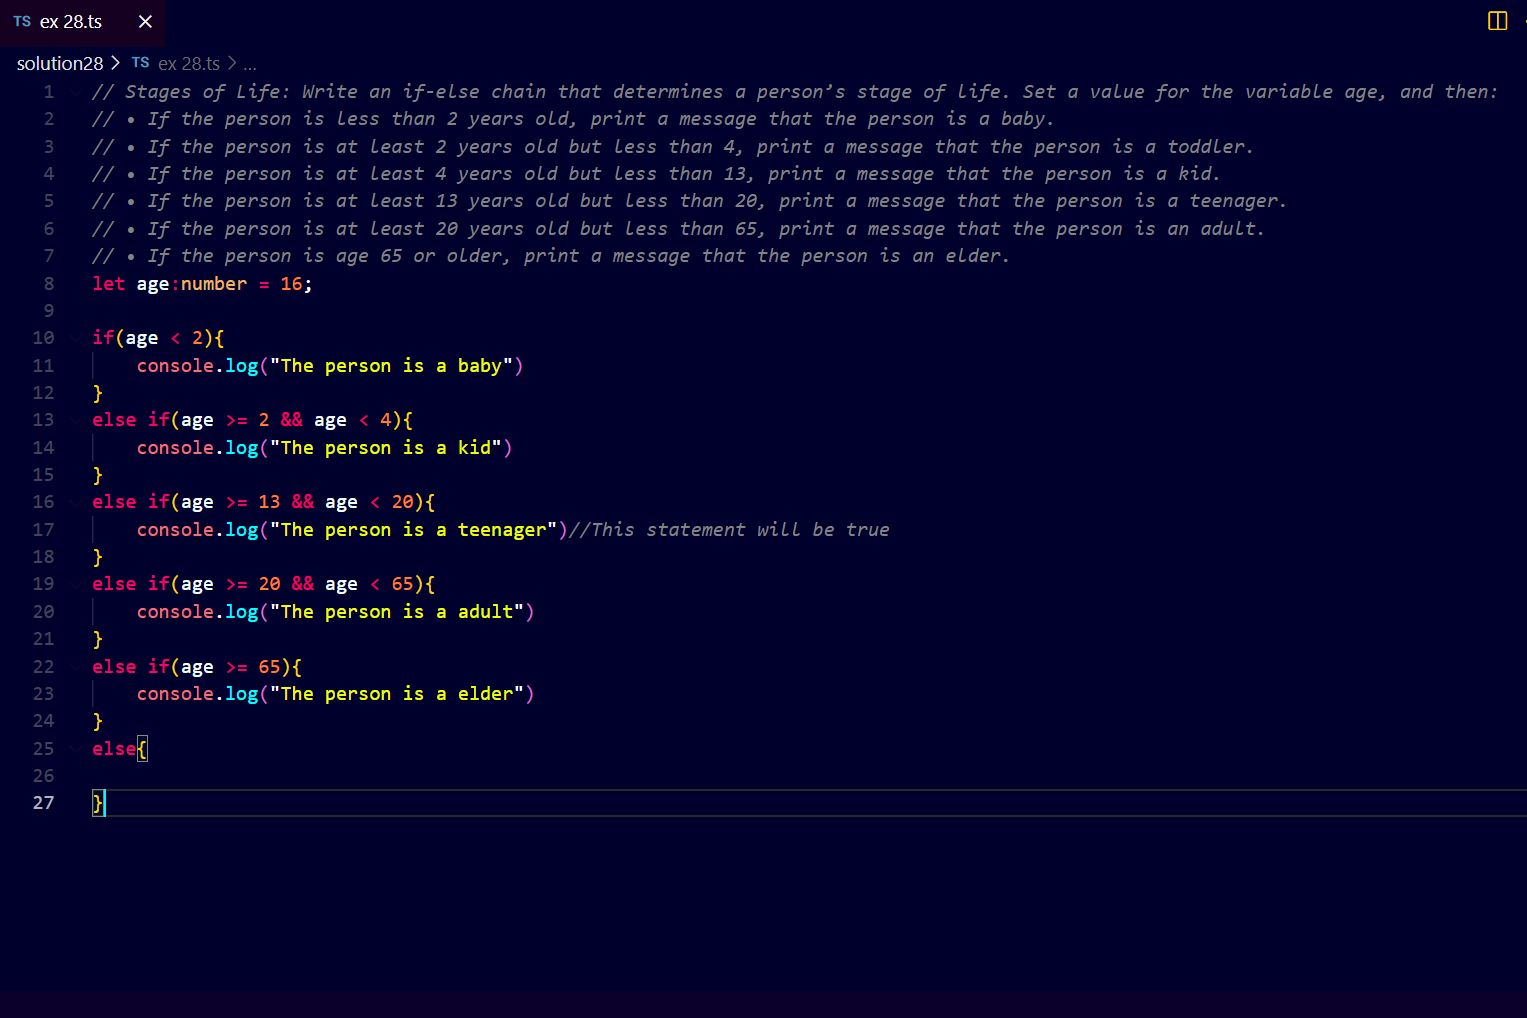 TS ex 28.ts ×
solution28 > TS ex 28.ts > ...
1 // Stages of Life: Write an if-else chain that determines a person’s stage of life. Set a value for the variable age, and then:
2 // • If the person is less than 2 years old, print a message that the person is a baby.
3 // • If the person is at least 2 years old but less than 4, print a message that the person is a toddler.
4 // • If the person is at least 4 years old but less than 13, print a message that the person is a kid.
5 // • If the person is at least 13 years old but less than 20, print a message that the person is a teenager.
6 // • If the person is at least 20 years old but less than 65, print a message that the person is an adult.
7 // • If the person is age 65 or older, print a message that the person is an elder.
8 let age:number = 16;
9
10 if(age < 2){
11     console.log("The person is a baby")
12 }
13 else if(age >= 2 && age < 4){
14     console.log("The person is a kid")
15 }
16 else if(age >= 13 && age < 20){
17     console.log("The person is a teenager")//This statement will be true
18 }
19 else if(age >= 20 && age < 65){
20     console.log("The person is a adult")
21 }
22 else if(age >= 65){
23     console.log("The person is a elder")
24 }
25 else{
26
27 }